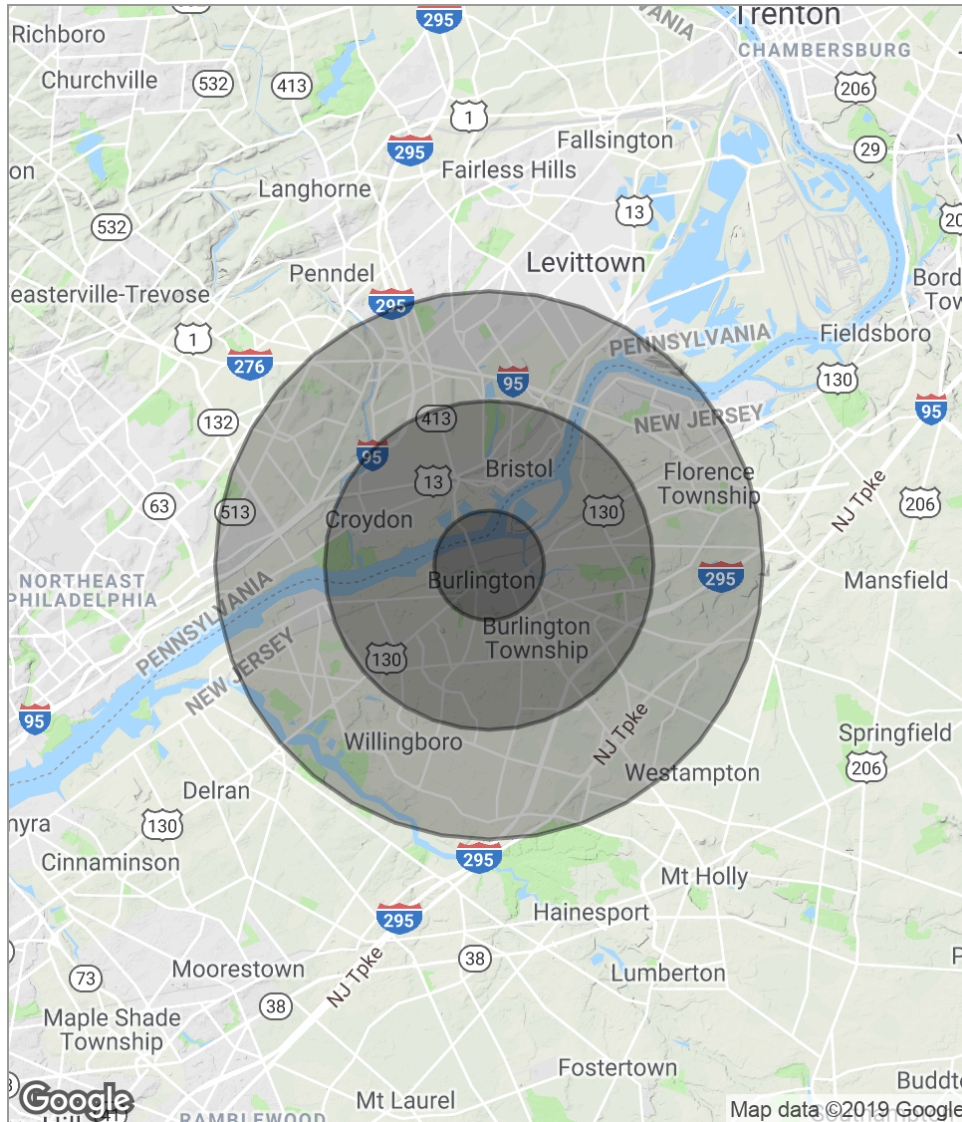 295
Trenton
Richboro
CHAMBERSBURG
Churchville
532
413
206
1
Fallsington
29
295
Fairless Hills
Langhorne
13
532
Levittown
Penndel
easterville-Trevose
295
Fieldsboro
1
PENNSYLVANIA
276
130
95
95
132
413
NEW JERSEY
Bristol
95
13
Florence
Township
NJ Tpke
63
513
130
206
Croydon
NORTHEAST
PHILADELPHIA
Burlington
295
Mansfield
PENNSYLVANIA
Burlington
Township
NEW JERSEY
130
95
NJ Tpke
Willingboro
Springfield
Westampton
206
Delran
130
Cinnaminson
295
Mt Holly
Hainesport
295
38
Moorestown
NJ Tpke
Lumberton
73
38
Maple Shade
Township
Fostertown
Google
Mt Laurel
RAMBLEWOOD
Map data ©2019 Google